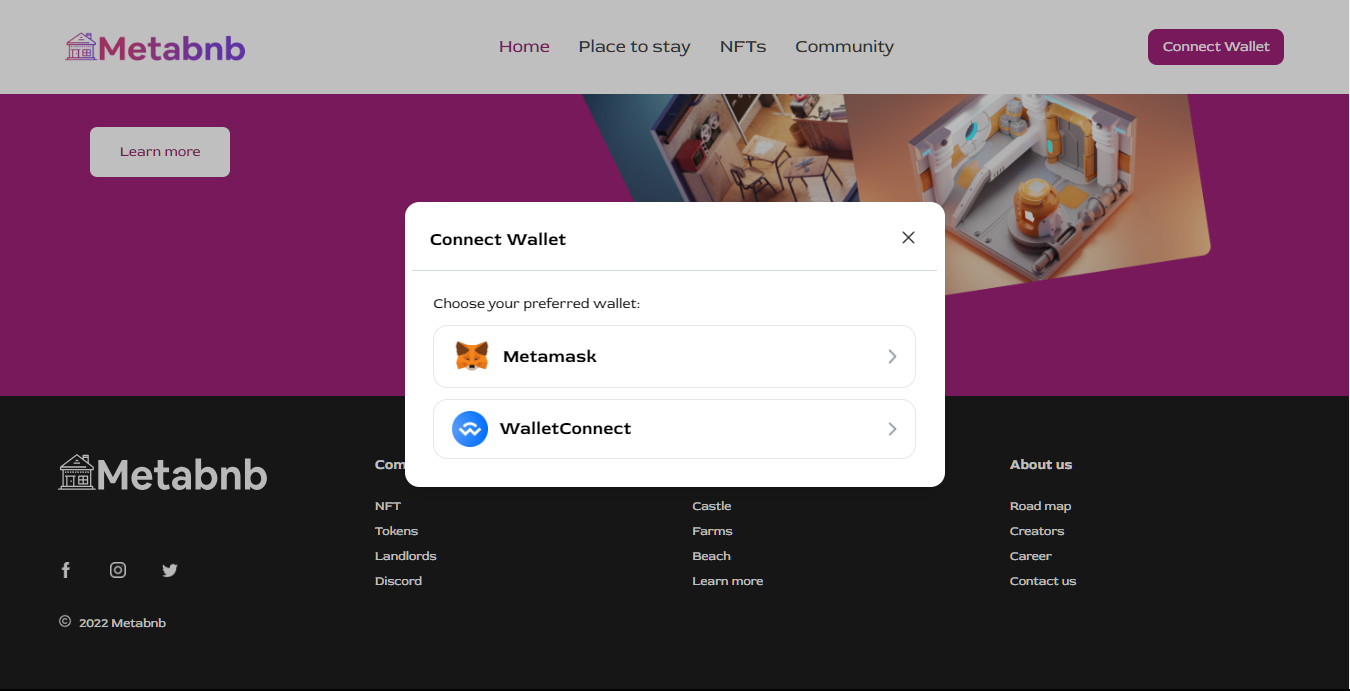 Metabnb
Home Place to stay NFTs Community
Connect Wallet
Learn more
Connect Wallet
Choose your preferred wallet:
Metamask
WalletConnect
Metabnb
© 2022 Metabnb
Com
NFT
Tokens
Landlords
Discord
Castle
Farms
Beach
Learn more
About us
Road map
Creators
Career
Contact us